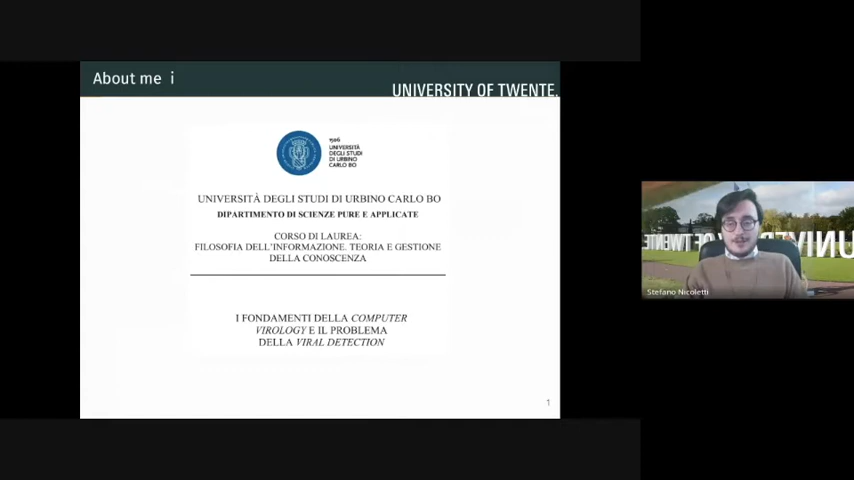 About me i
UNIVERSITY OF TWENTE.
1506
UNIVERSITÀ
DEGLI STUDI
DI URBINO
CARLO BO
UNIVERSITÀ DEGLI STUDI DI URBINO CARLO BO
DIPARTIMENTO DI SCIENZE PURE E APPLICATE
CORSO DI LAUREA:
FILOSOFIA DELL'INFORMAZIONE. TEORIA E GESTIONE
DELLA CONOSCENZA
I FONDAMENTI DELLA COMPUTER
VIROLOGY E IL PROBLEMA
DELLA VIRAL DETECTION
1
Stefano Nicoletti